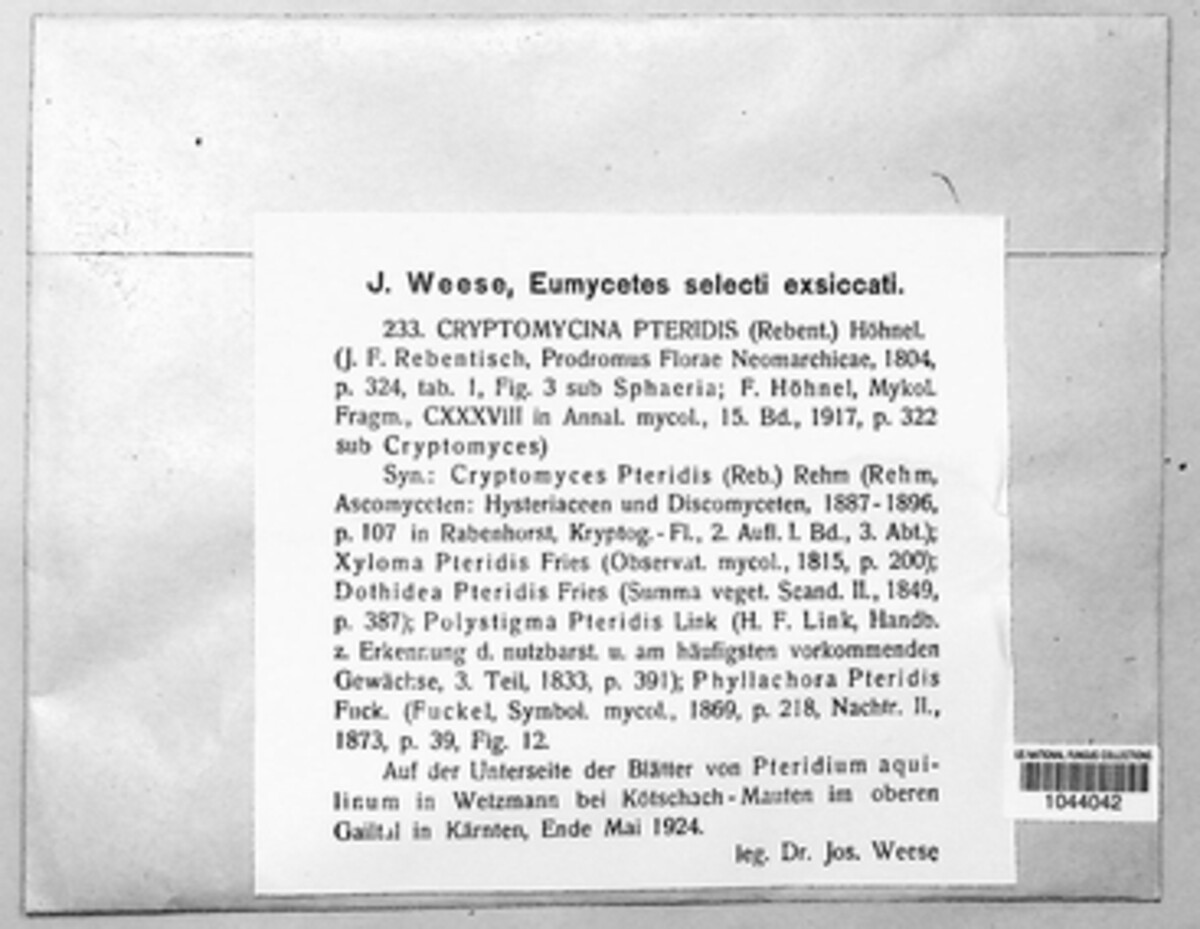 J. Weese, Eumycetes selecti exsiccati.
233. CRYPTOMYCINA PTERIDIS (Rebent.) Höhnel.
(J. F. Rebentisch, Prodromus Florae Neomarchicae, 1804,
p. 324, tab. 1, Fig. 3 sub Sphaeria; F. Höhnel, Mykol.
Fragm., CXXXVIII in Annal. mycol., 15. Bd., 1917, p. 322
sub Cryptomyces)
Syn.: Cryptomyces Pteridis (Reb.) Rehm (Rehm,
Ascomyceten: Hysteriaceen und Discomyceten, 1887-1896,
p. 107 in Rabenhorst, Kryptog.-Fl., 2. Aufl. I. Bd., 3. Abt.);
Xyloma Pteridis Fries (Observat. mycol., 1815, p. 200);
Dothidea Pteridis Fries (Summa veget. Scand. II., 1849,
p. 387); Polystigma Pteridis Link (H. F. Link, Handb.
z. Erkennung d. nutzbarst. u. am häufigsten vorkommenden
Gewächse, 3. Teil, 1833, p. 391); Phyllachora Pteridis
Fuck. (Fuckel, Symbol. mycol., 1869, p. 218, Nachtr. II.,
1873, p. 39, Fig. 12.
Auf der Unterseite der Blätter von Pteridium aqui-
linum in Wetzmann bei Kötschach-Mauten im oberen
Gailtal in Kärnten, Ende Mai 1924.
leg. Dr. Jos. Weese
US NATIONAL FUNGUS COLLECTIONS
1044042